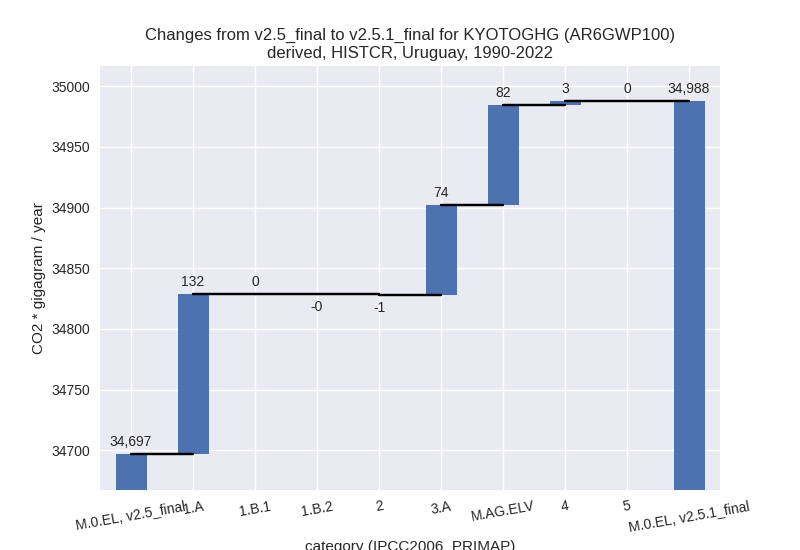 Changes from v2.5_final to v2.5.1_final for KYOTOGHG (AR6GWP100)
derived, HISTCR, Uruguay, 1990-2022
CO2 * gigagram / year
35000
34950
34900
34850
34800
34750
34700
34,697
132
0
-0
-1
74
82
3
0
34,988
M.0.EL, v2.5_final
1.A
1.B.1
1.B.2
2
3.A
M.AG.ELV
4
5
M.0.EL, v2.5.1_final
category (IPCC2006_PRIMAP)